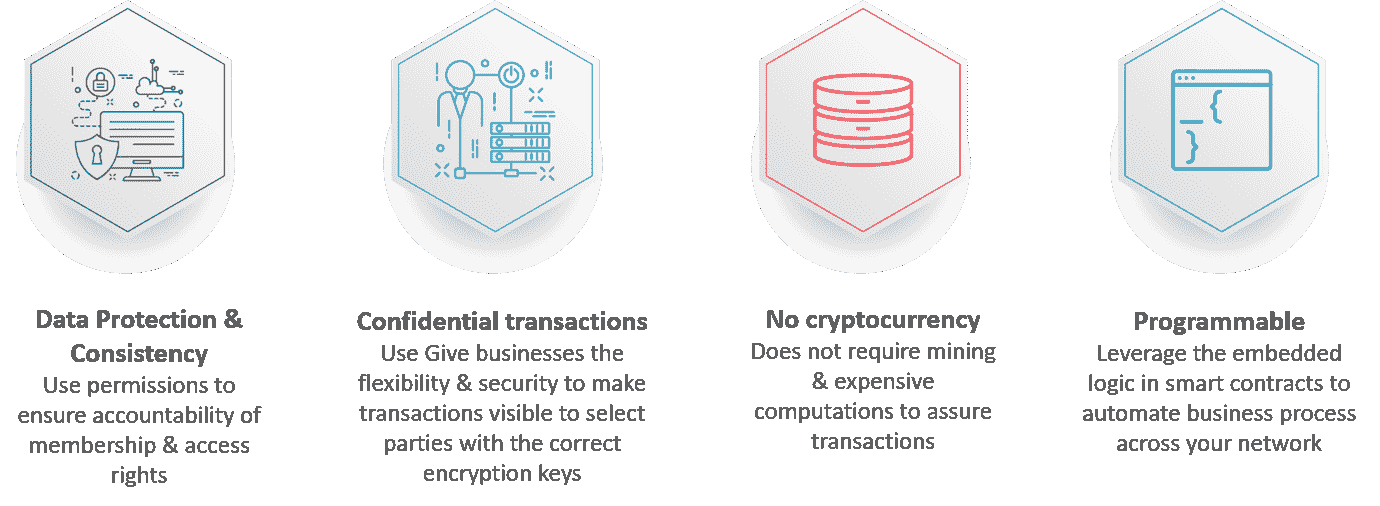 Data Protection &
Consistency
Use permissions to
ensure accountability of
membership & access
rights
Confidential transactions
Use Give businesses the
flexibility & security to make
transactions visible to select
parties with the correct
encryption keys
No cryptocurrency
Does not require mining
& expensive
computations to assure
transactions
Programmable
Leverage the embedded
logic in smart contracts to
automate business process
across your network